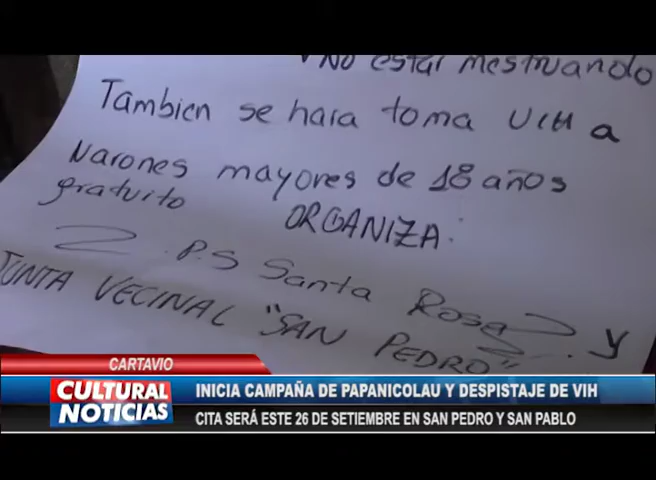 No estar mestruando
Tambien se hara toma VIH a
Varones mayores de 18 años
gratuito
ORGANIZA:
P.S Santa Rosa y
JUNTA VECINAL "SAN PEDRO"
CARTAVIO
CULTURAL
NOTICIAS
INICIA CAMPAÑA DE PAPANICOLAU Y DESPISTAJE DE VIH
CITA SERÁ ESTE 26 DE SETIEMBRE EN SAN PEDRO Y SAN PABLO